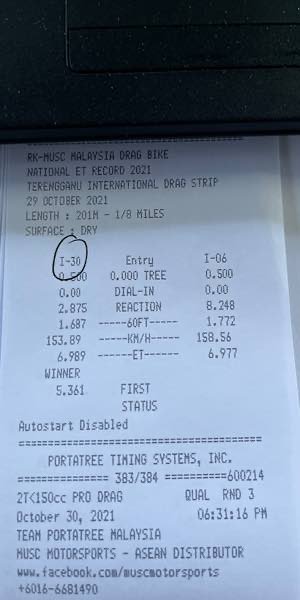 RK-MUSC MALAYSIA DRAG BIKE
NATIONAL ET RECORD 2021
TERENGGANU INTERNATIONAL DRAG STRIP
29 OCTOBER 2021
LENGTH : 201M - 1/8 MILES
SURFACE : DRY
I-30 Entry I-06
0.500 0.000 TREE 0.500
0.00 DIAL-IN 0.00
2.875 REACTION 8.248
1.687 -----60FT----- 1.772
153.89 -----KM/H----- 158.56
6.989 ------ET------ 6.977
WINNER
5.361 FIRST
STATUS
Autostart Disabled
========================================
PORTATREE TIMING SYSTEMS, INC.
=============== 383/384 ==========600214
2TK150cc PRO DRAG QUAL RND 3
October 30, 2021 06:31:16 PM
TEAM PORTATREE MALAYSIA
MUSC MOTORSPORTS - ASEAN DISTRIBUTOR
www.facebook.com/muscmotorsports
+6016-6681490